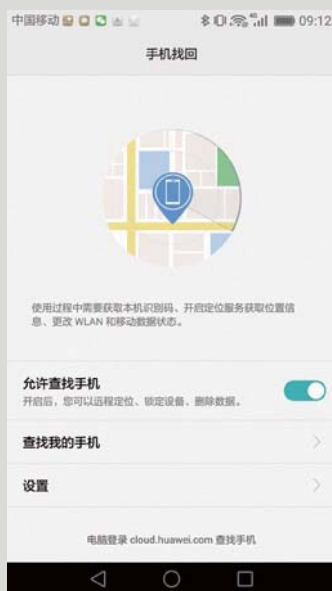 中国移动 4G 09:12
手机找回
使用过程中需要获取本机识别码、开启定位服务获取位置信
息、更改 WLAN 和移动数据状态。
允许查找手机
开启后，您可以远程定位、锁定设备、删除数据。
查找我的手机
设置
电脑登录 cloud.huawei.com 查找手机